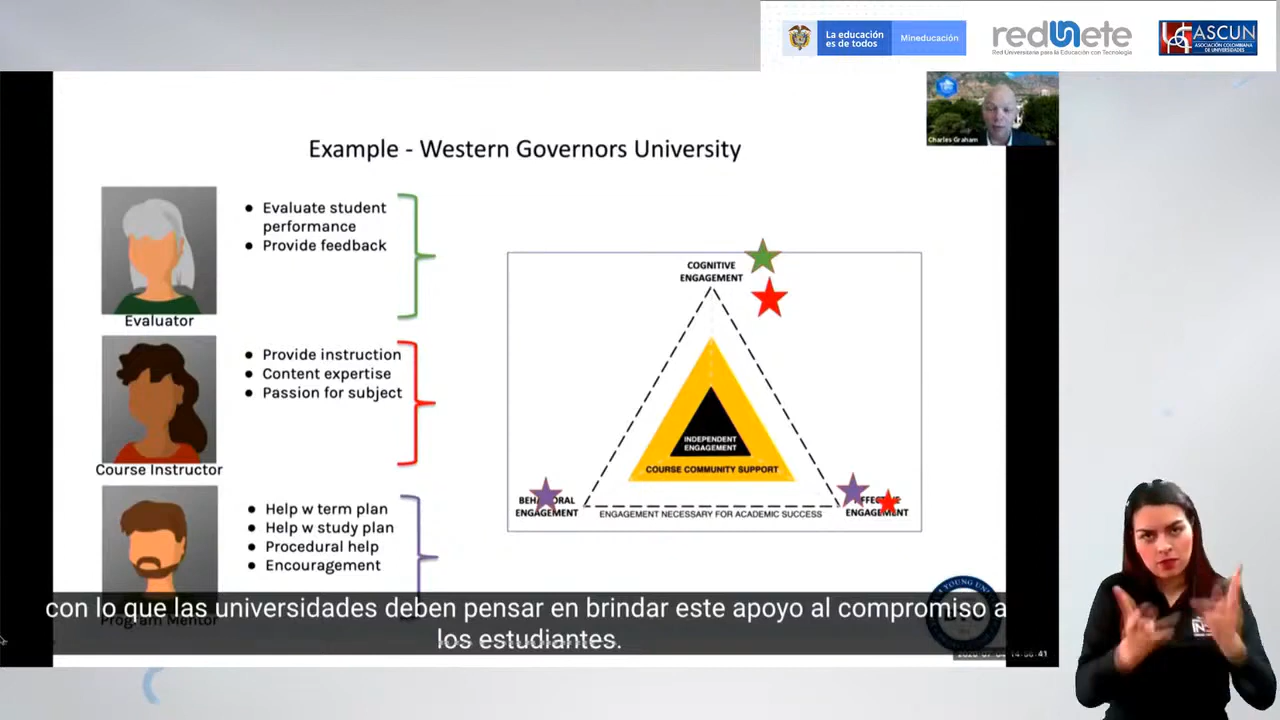 La educación
es de todos
Mineducación
redunete
Red Universitaria para la Educación con Tecnología
ASCUN
ASOCIACIÓN COLOMBIANA
DE UNIVERSIDADES
Charles Graham
Example - Western Governors University
● Evaluate student
performance
● Provide feedback
Evaluator
● Provide instruction
● Content expertise
● Passion for subject
Course Instructor
● Help w term plan
● Help w study plan
● Procedural help
● Encouragement
Program Mentor
COGNITIVE
ENGAGEMENT
INDEPENDENT
ENGAGEMENT
COURSE COMMUNITY SUPPORT
ENGAGEMENT
ENGAGEMENT NECESSARY FOR ACADEMIC SUCCESS
ENGAGEMENT
con lo que las universidades deben pensar en brindar este apoyo al compromiso a
los estudiantes.